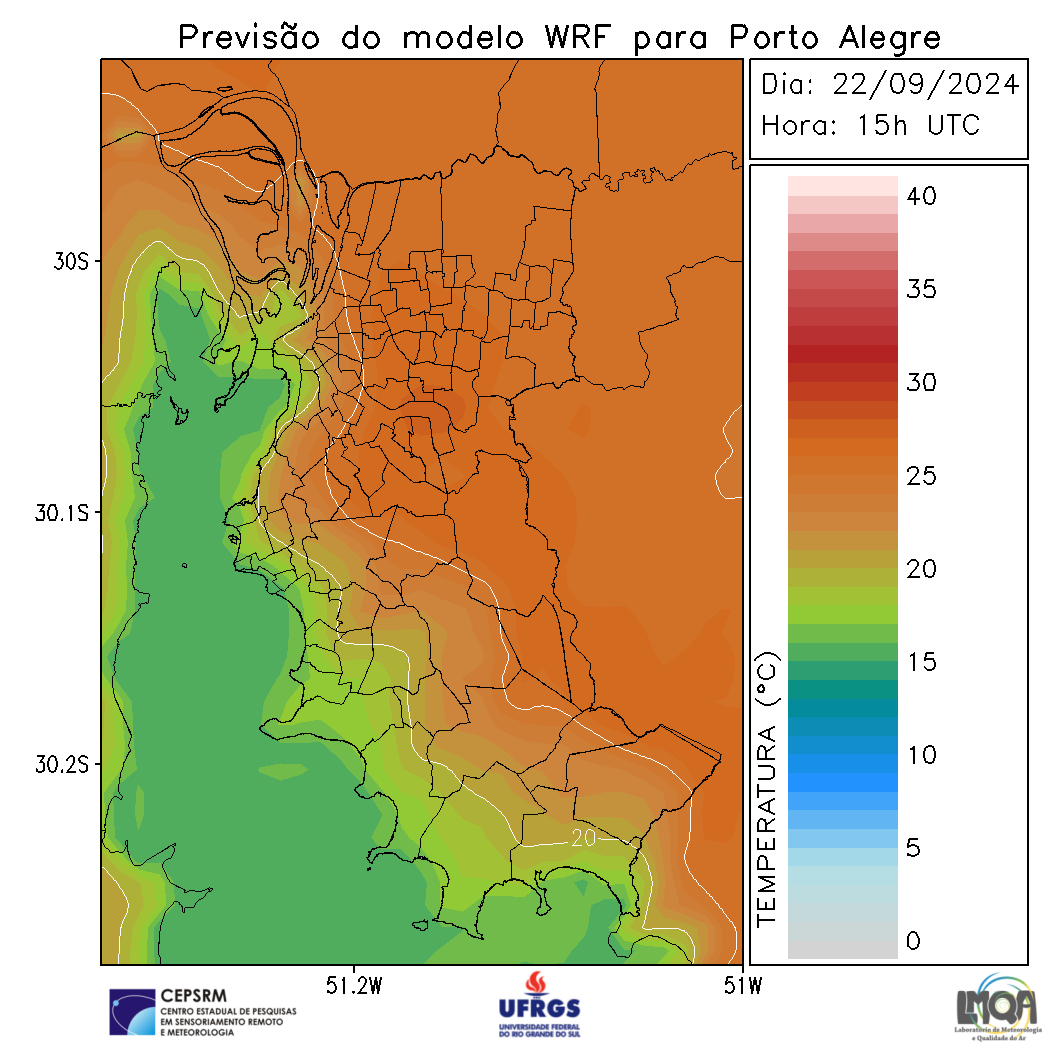 Previsão do modelo WRF para Porto Alegre
Dia: 22/09/2024
Hora: 15h UTC
40
35
30
25
20
15
10
5
0
TEMPERATURA (°C)
30S
30.1S
30.2S
20
51.2W
51W
CEPSRM
CENTRO ESTADUAL DE PESQUISAS
EM SENSORIAMENTO REMOTO
E METEOROLOGIA
UFRGS
UNIVERSIDADE FEDERAL
DO RIO GRANDE DO SUL
LMQA
Laboratório de Meteorologia
e Qualidade do Ar